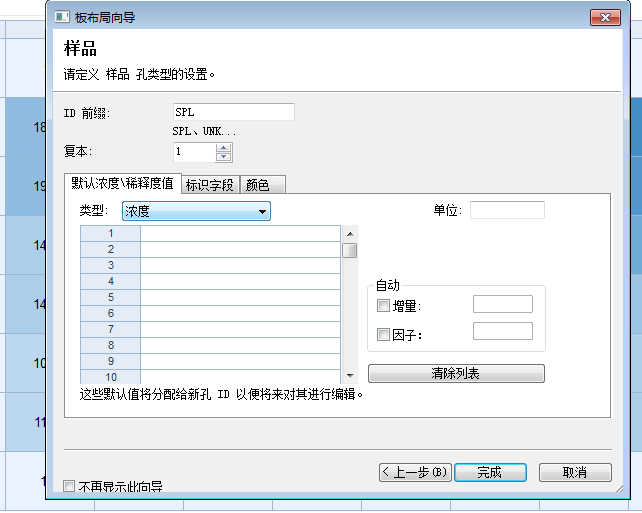 板布局向导
样品
请定义 样品 孔类型的设置。
ID 前缀: SPL
SPL、UNK...
复本: 1
默认浓度\稀释度值 标识字段 颜色
类型: 浓度 单位:
1
2
3
4
5
6
7
8
9
10
自动
增量:
因子:
清除列表
这些默认值将分配给新孔 ID 以便将来对其进行编辑。
< 上一步(B) 完成 取消
不再显示此向导
18
19
14
14
10
11
1